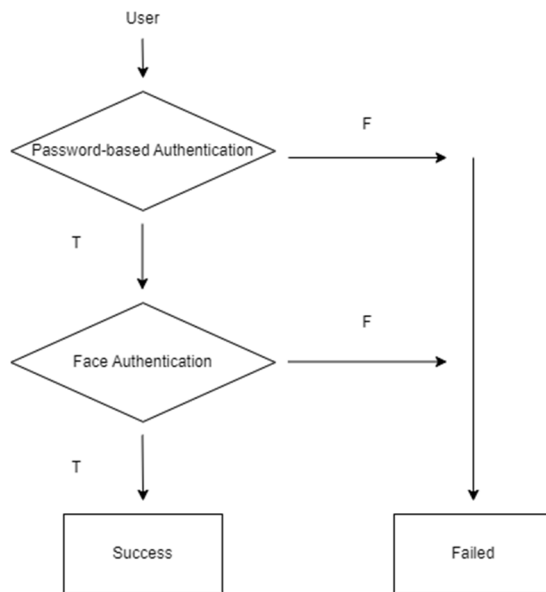 User
Password-based Authentication
F
T
Face Authentication
F
T
Success
Failed